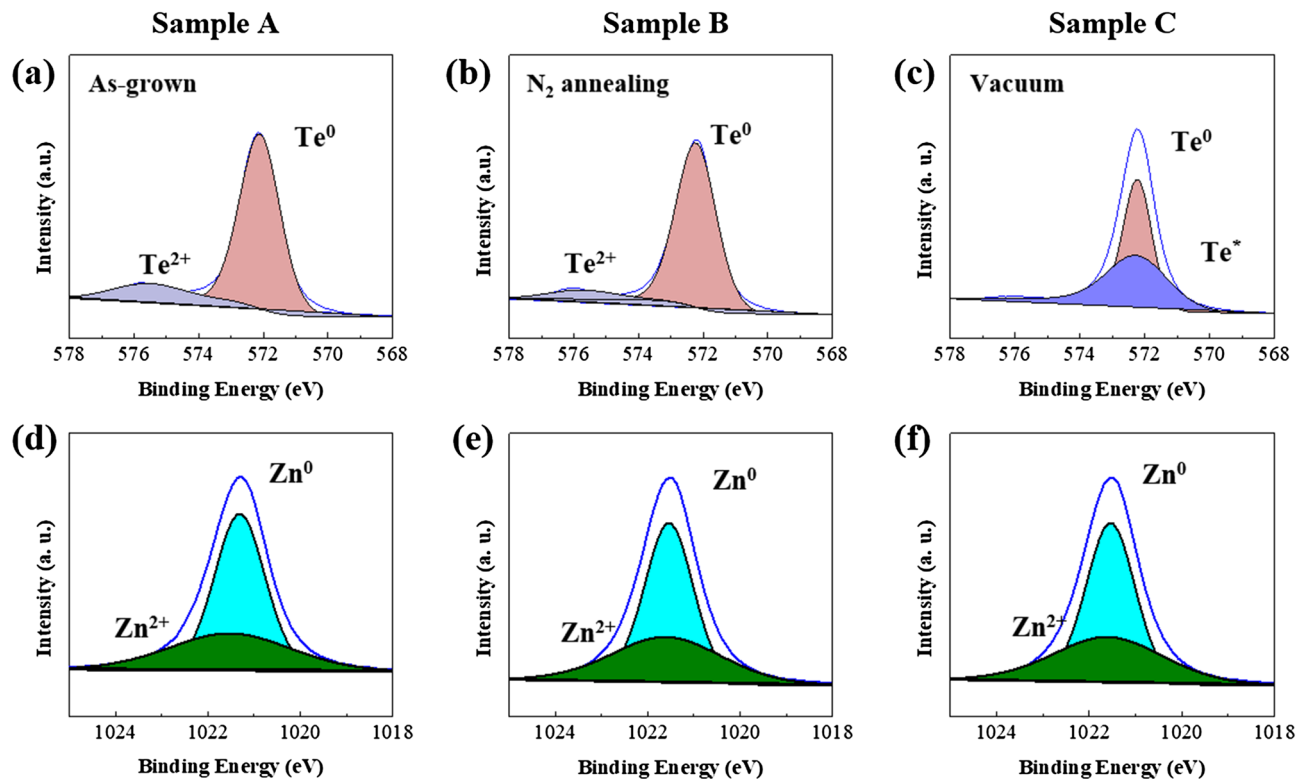 Sample A
Sample B
Sample C
(a)
As-grown
Te⁰
Te²⁺
Intensity (a.u.)
578 576 574 572 570 568
Binding Energy (eV)
(b)
N₂ annealing
Te⁰
Te²⁺
Intensity (a.u.)
578 576 574 572 570 568
Binding Energy (eV)
(c)
Vacuum
Te⁰
Te*
Intensity (a. u.)
578 576 574 572 570 568
Binding Energy (eV)
(d)
Zn⁰
Zn²⁺
Intensity (a. u.)
1024 1022 1020 1018
Binding Energy (eV)
(e)
Zn⁰
Zn²⁺
Intensity (a. u.)
1024 1022 1020 1018
Binding Energy (eV)
(f)
Zn⁰
Zn²⁺
Intensity (a. u.)
1024 1022 1020 1018
Binding Energy (eV)